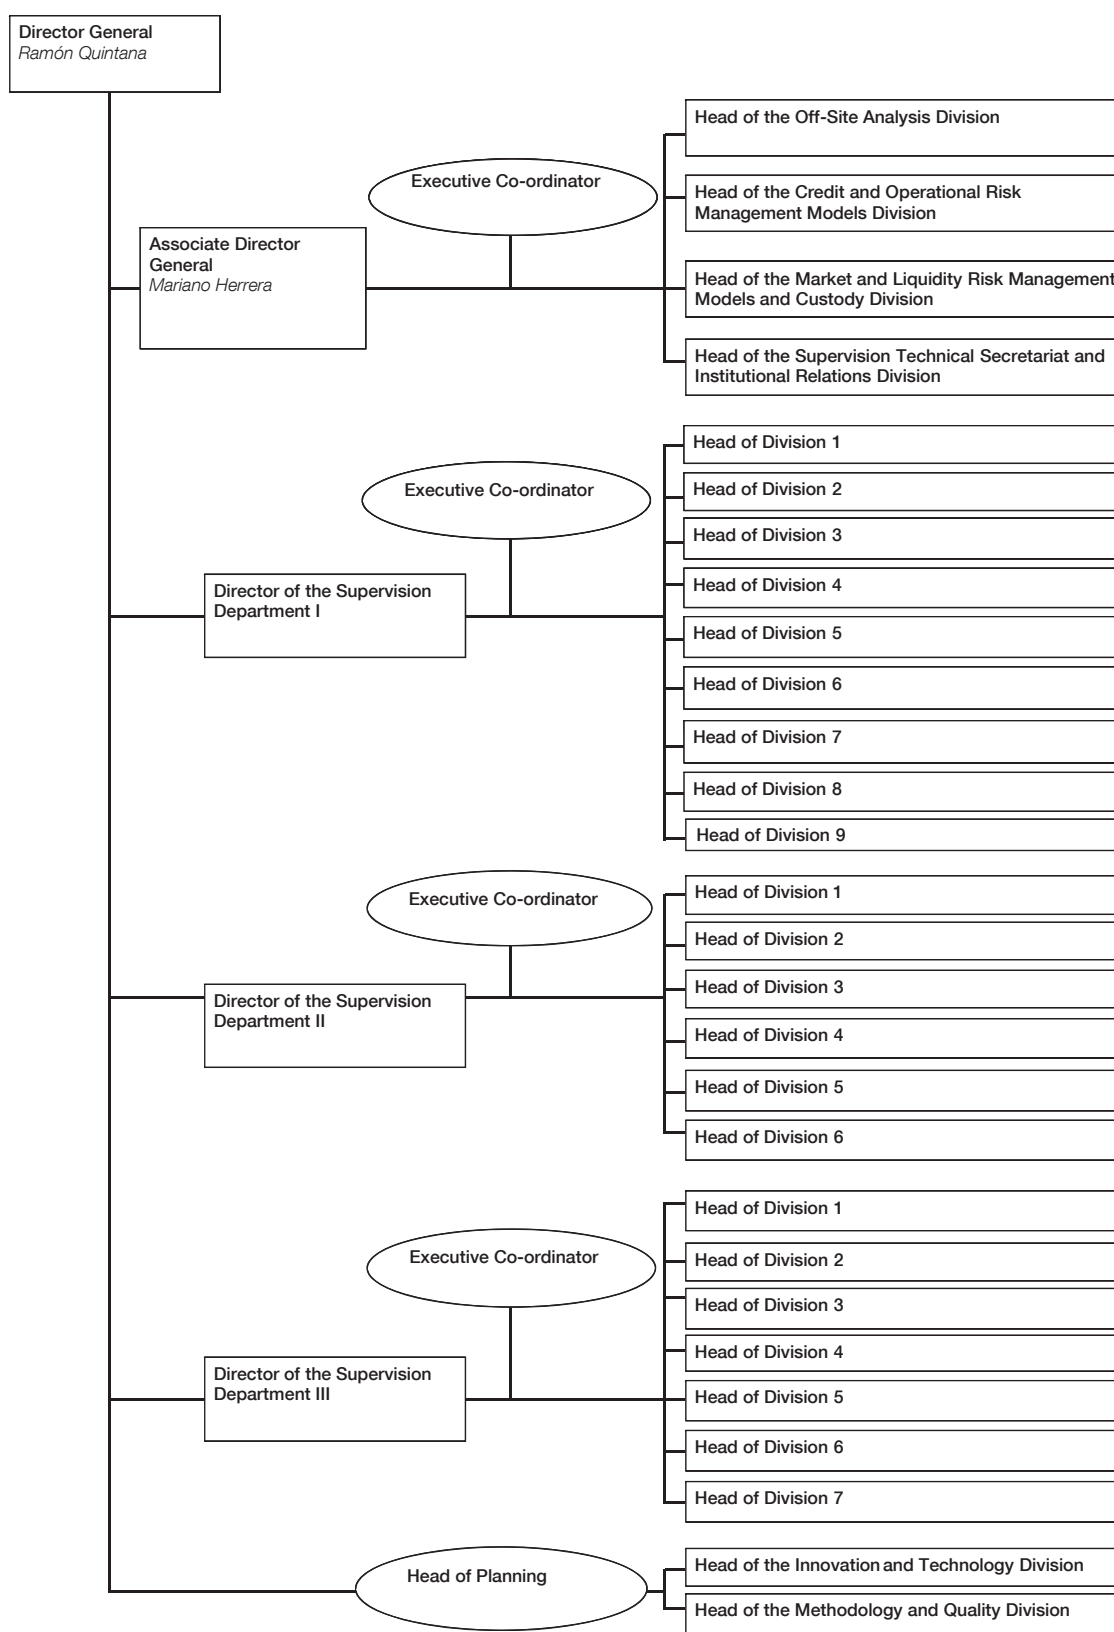 Director General
Ramón Quintana
Head of the Off-Site Analysis Division
Executive Co-ordinator
Head of the Credit and Operational Risk
Management Models Division
Associate Director
General
Mariano Herrera
Head of the Market and Liquidity Risk Management
Models and Custody Division
Head of the Supervision Technical Secretariat and
Institutional Relations Division
Head of Division 1
Executive Co-ordinator
Head of Division 2
Head of Division 3
Director of the Supervision
Department I
Head of Division 4
Head of Division 5
Head of Division 6
Head of Division 7
Head of Division 8
Head of Division 9
Executive Co-ordinator
Head of Division 1
Head of Division 2
Head of Division 3
Director of the Supervision
Department II
Head of Division 4
Head of Division 5
Head of Division 6
Head of Division 1
Executive Co-ordinator
Head of Division 2
Head of Division 3
Head of Division 4
Director of the Supervision
Department III
Head of Division 5
Head of Division 6
Head of Division 7
Head of Planning
Head of the Innovation and Technology Division
Head of the Methodology and Quality Division